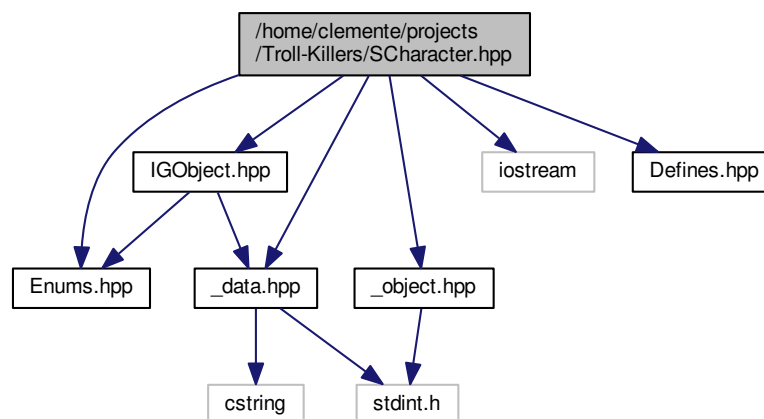 /home/clemente/projects
/Troll-Killers/SCharacter.hpp
IGObject.hpp
iostream
Defines.hpp
Enums.hpp
_data.hpp
_object.hpp
cstring
stdint.h